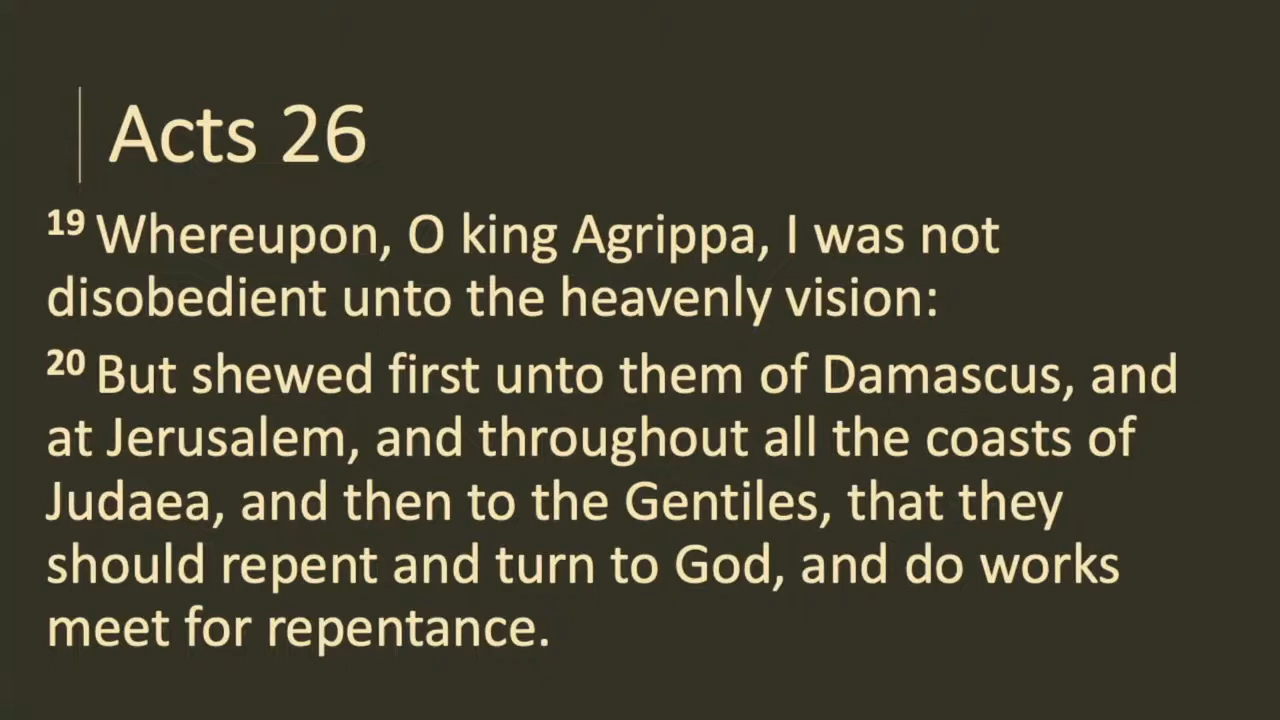 Acts 26
19 Whereupon, O king Agrippa, I was not
disobedient unto the heavenly vision:
20 But shewed first unto them of Damascus, and
at Jerusalem, and throughout all the coasts of
Judaea, and then to the Gentiles, that they
should repent and turn to God, and do works
meet for repentance.